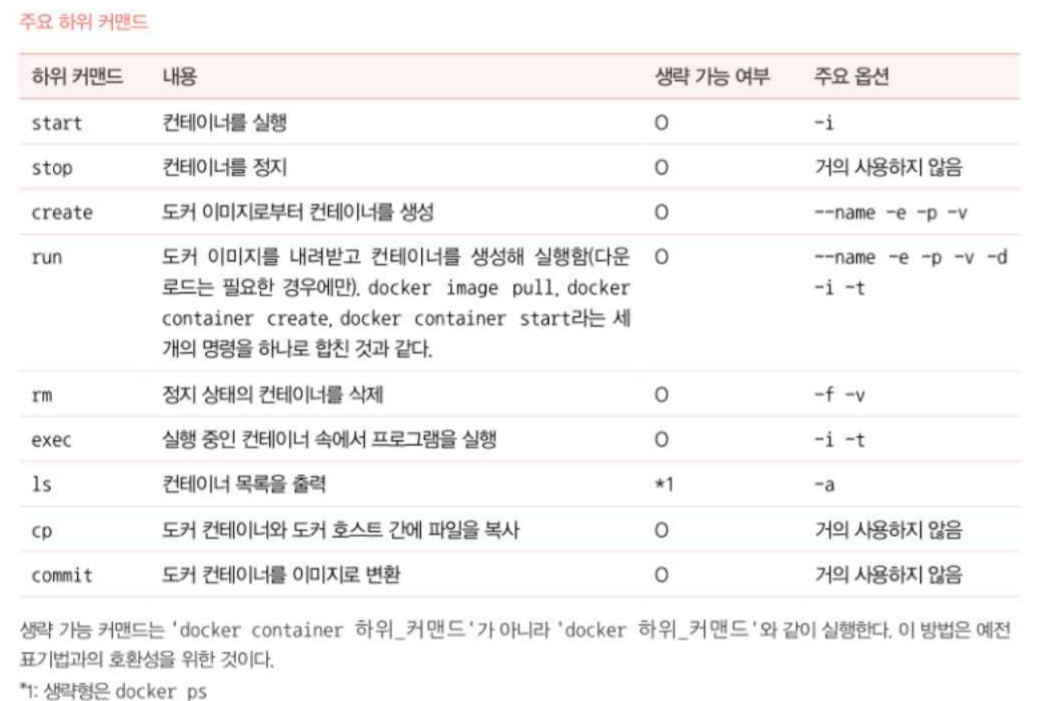 주요 하위 커맨드
하위 커맨드 내용 생략 가능 여부 주요 옵션
start 컨테이너를 실행 O -i
stop 컨테이너를 정지 O 거의 사용하지 않음
create 도커 이미지로부터 컨테이너를 생성 O --name -e -p -v
run 도커 이미지를 내려받고 컨테이너를 생성해 실행함(다운 O --name -e -p -v -d
로드는 필요한 경우에만). docker image pull, docker -i -t
container create, docker container start라는 세
개의 명령을 하나로 합친 것과 같다.
rm 정지 상태의 컨테이너를 삭제 O -f -v
exec 실행 중인 컨테이너 속에서 프로그램을 실행 O -i -t
ls 컨테이너 목록을 출력 *1 -a
cp 도커 컨테이너와 도커 호스트 간에 파일을 복사 O 거의 사용하지 않음
commit 도커 컨테이너를 이미지로 변환 O 거의 사용하지 않음
생략 가능 커맨드는 'docker container 하위_커맨드'가 아니라 'docker 하위_커맨드'와 같이 실행한다. 이 방법은 예전
표기법과의 호환성을 위한 것이다.
*1: 생략형은 docker ps